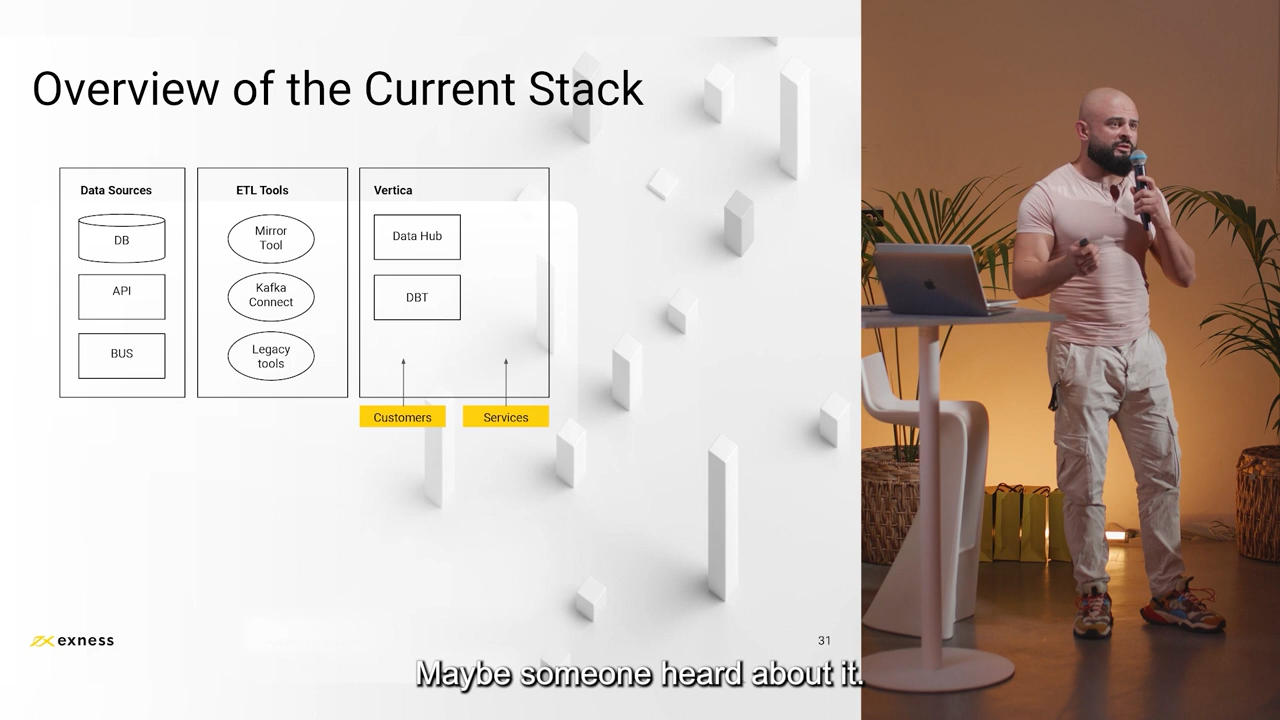 Overview of the Current Stack
Data Sources
DB
API
BUS
ETL Tools
Mirror
Tool
Kafka
Connect
Legacy
tools
Vertica
Data Hub
DBT
Customers
Services
exness
31
Maybe someone heard about it.